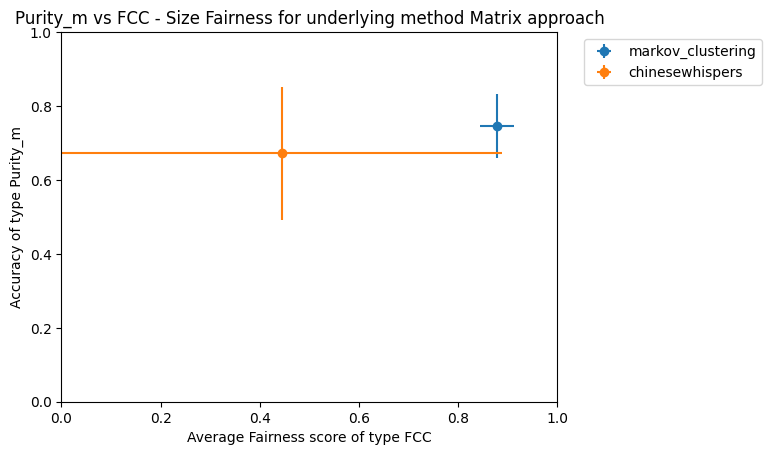 Purity_m vs FCC - Size Fairness for underlying method Matrix approach
markov_clustering
chinesewhispers
Accuracy of type Purity_m
1.0
0.8
0.6
0.4
0.2
0.0
0.0 0.2 0.4 0.6 0.8 1.0
Average Fairness score of type FCC